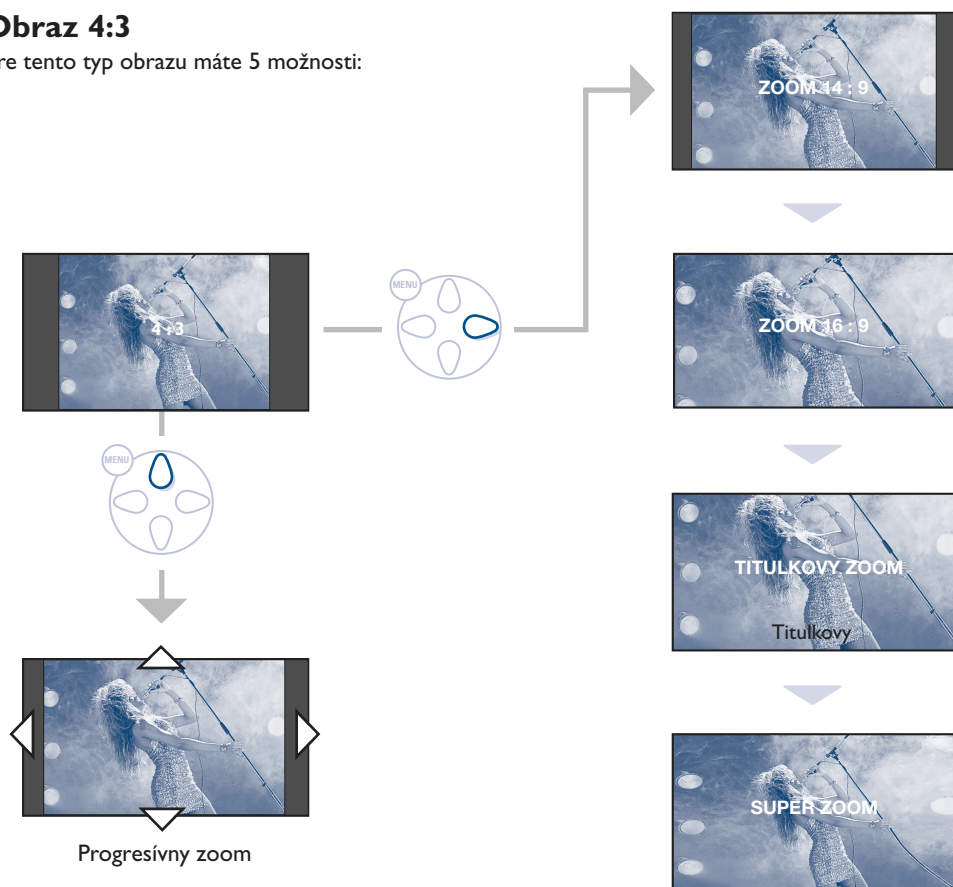 Obraz 4:3
re tento typ obrazu máte 5 možnosti:
ZOOM 14 : 9
4 : 3
MENU
ZOOM 16 : 9
MENU
TITULKOVY ZOOM
Titulkovy
SUPER ZOOM
Progresívny zoom